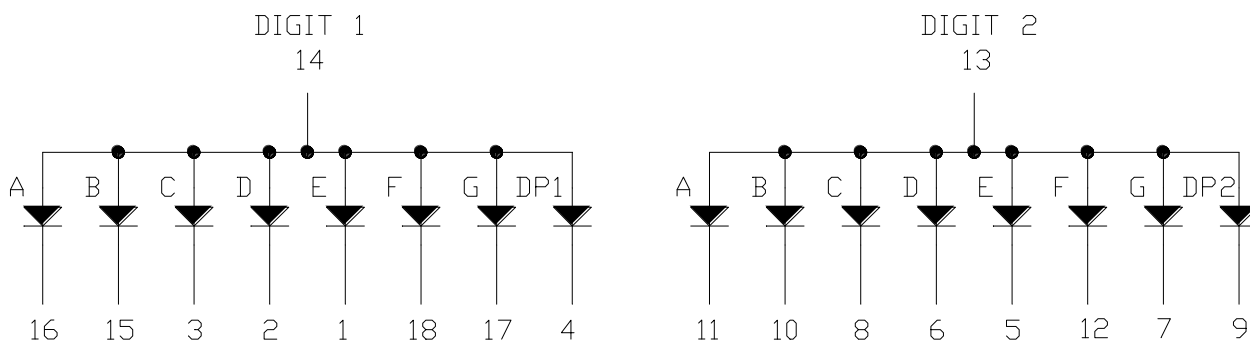 DIGIT 1 DIGIT 2
14 13
A B C D E F G DP1 A B C D E F G DP2
16 15 3 2 1 18 17 4 11 10 8 6 5 12 7 9